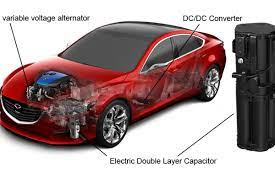 variable voltage alternator
DC/DC Converter
Electric Double Layer Capacitor